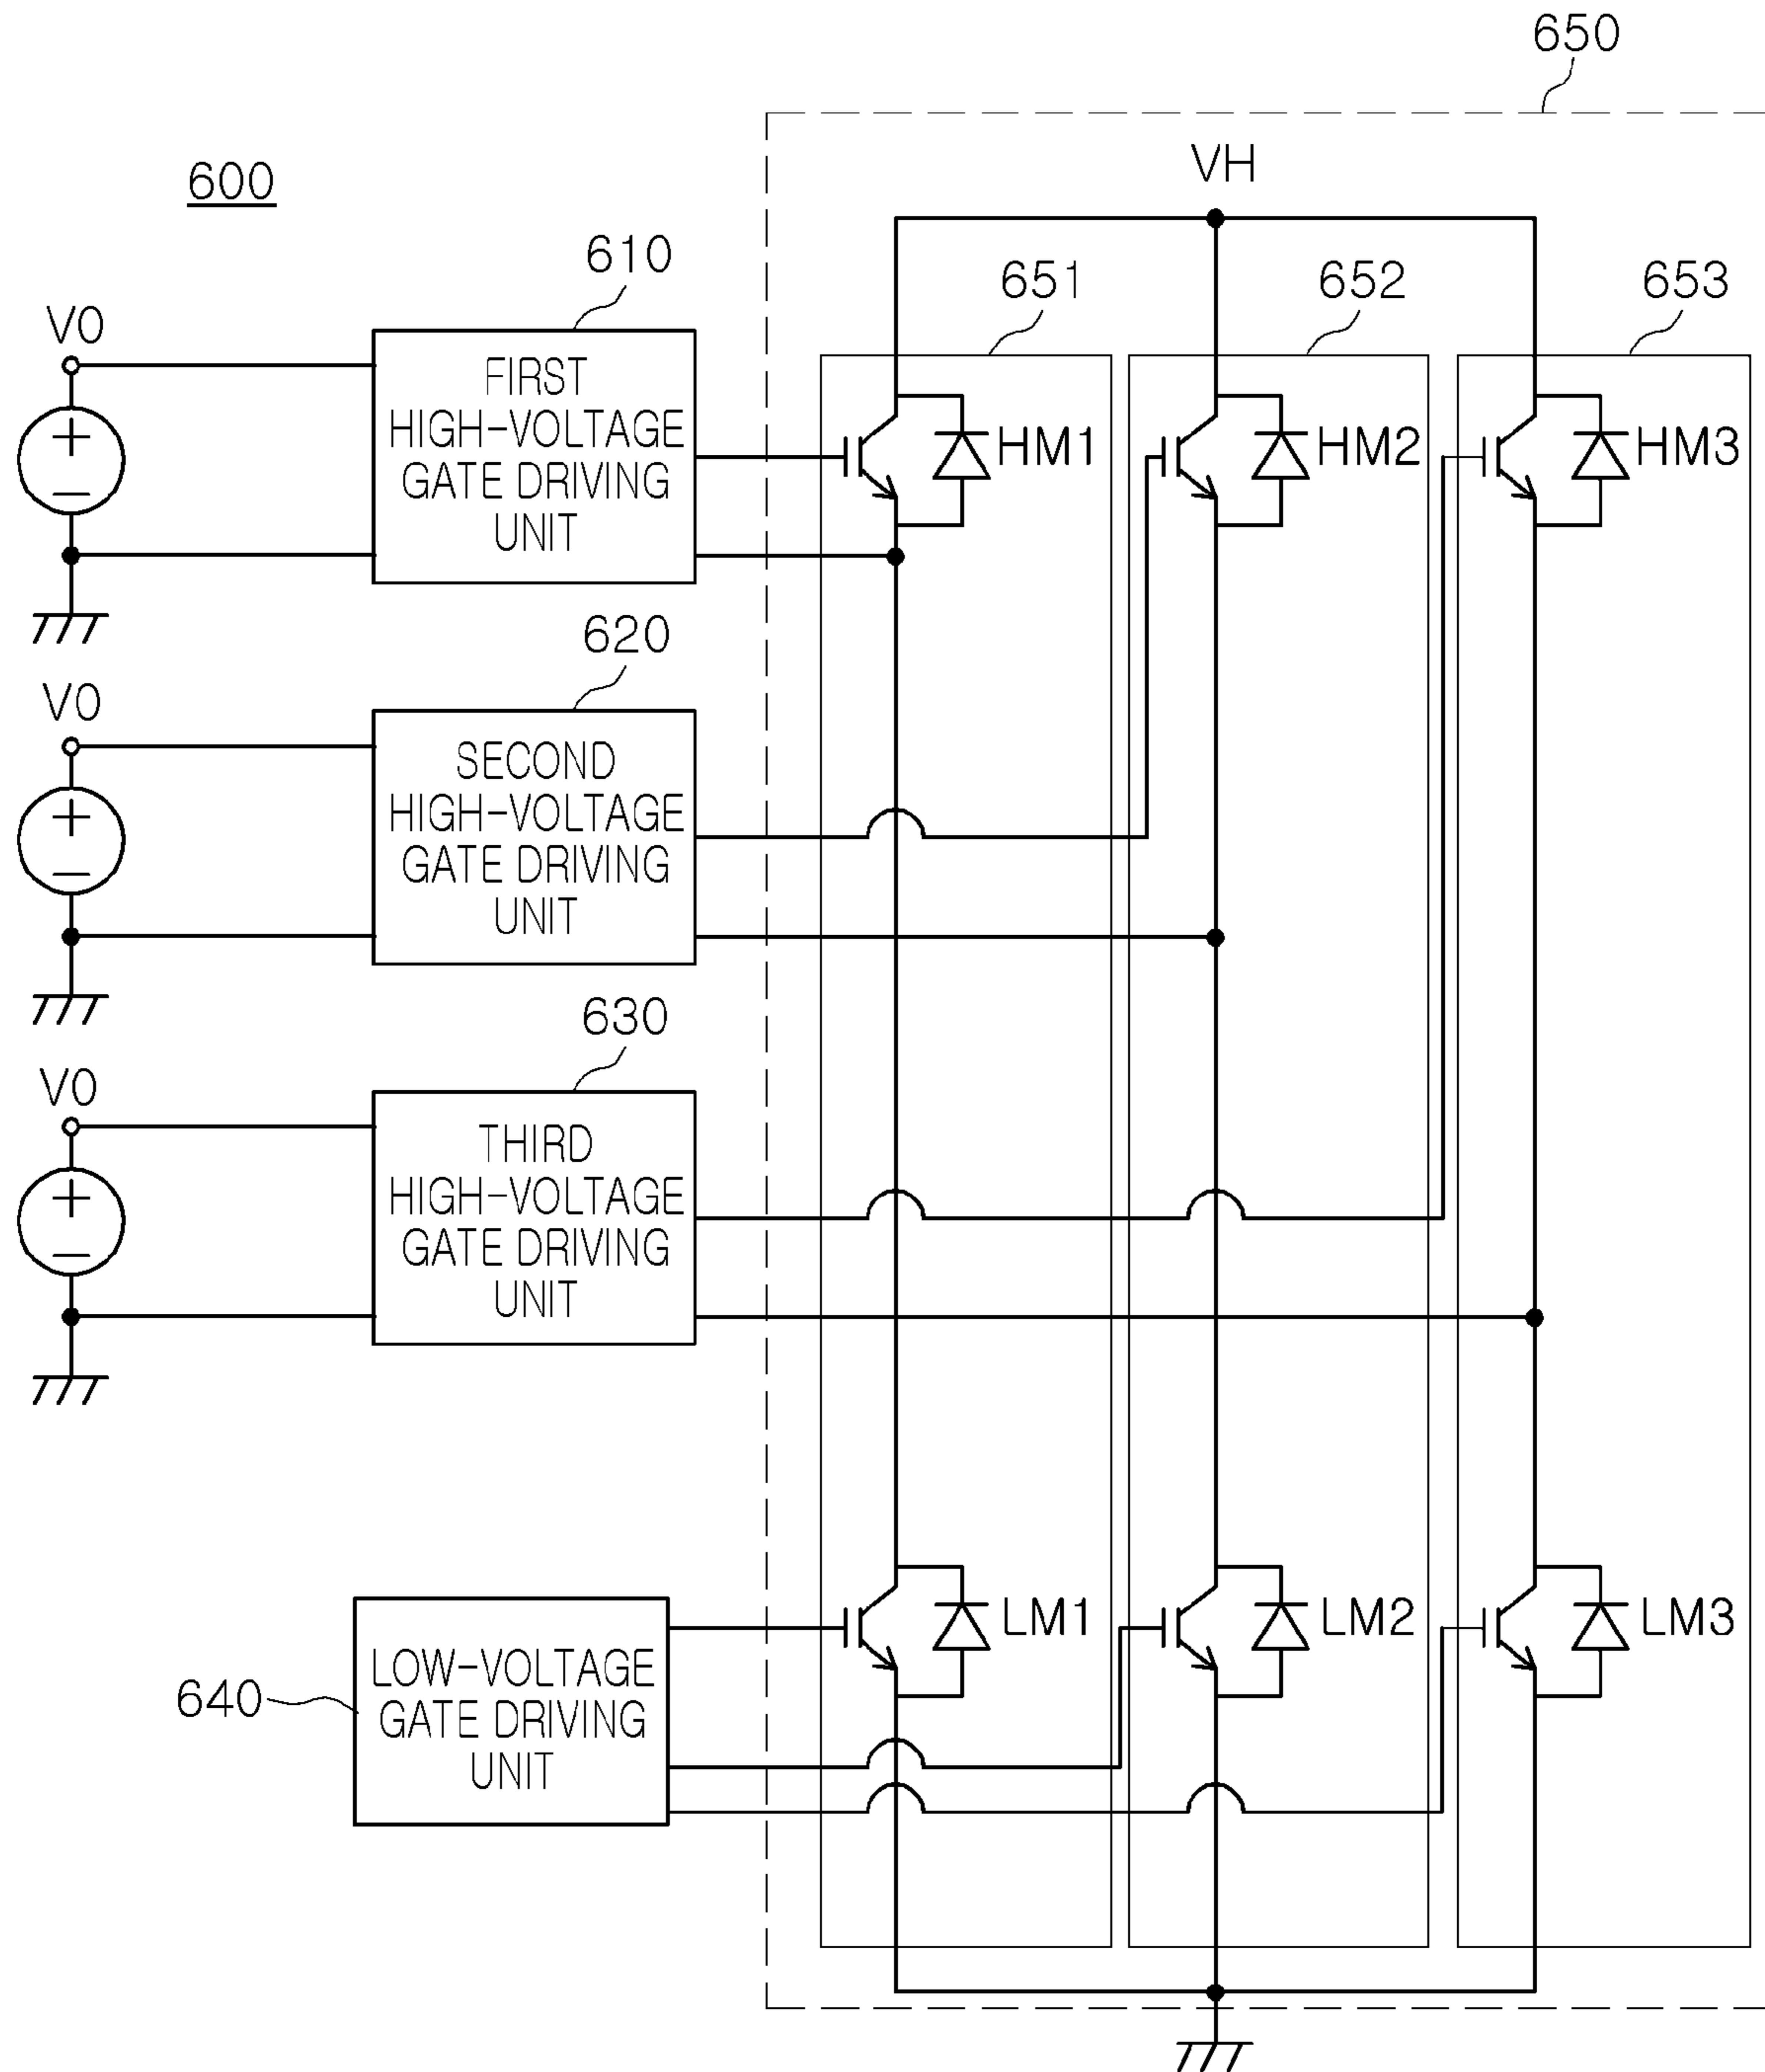 650
600
VH
610
651
652
653
V0
FIRST
HIGH-VOLTAGE
GATE DRIVING
UNIT
HM1
HM2
HM3
620
V0
SECOND
HIGH-VOLTAGE
GATE DRIVING
UNIT
630
V0
THIRD
HIGH-VOLTAGE
GATE DRIVING
UNIT
LM1
LM2
LM3
640
LOW-VOLTAGE
GATE DRIVING
UNIT